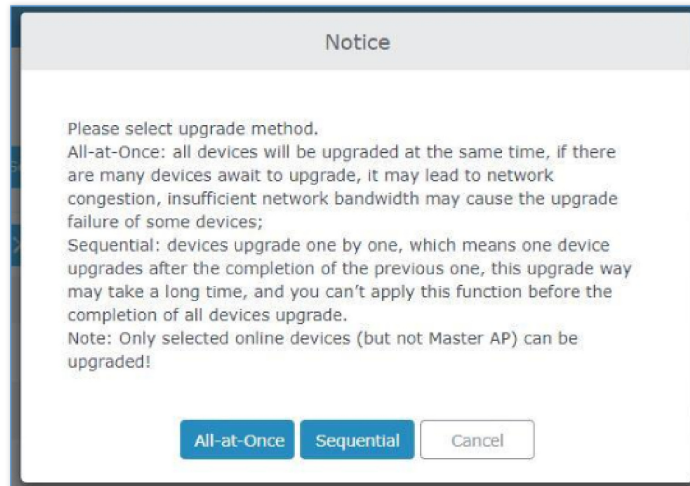 Notice
Please select upgrade method.
All-at-Once: all devices will be upgraded at the same time, if there
are many devices await to upgrade, it may lead to network
congestion, insufficient network bandwidth may cause the upgrade
failure of some devices;
Sequential: devices upgrade one by one, which means one device
upgrades after the completion of the previous one, this upgrade way
may take a long time, and you can’t apply this function before the
completion of all devices upgrade.
Note: Only selected online devices (but not Master AP) can be
upgraded!
All-at-Once Sequential Cancel